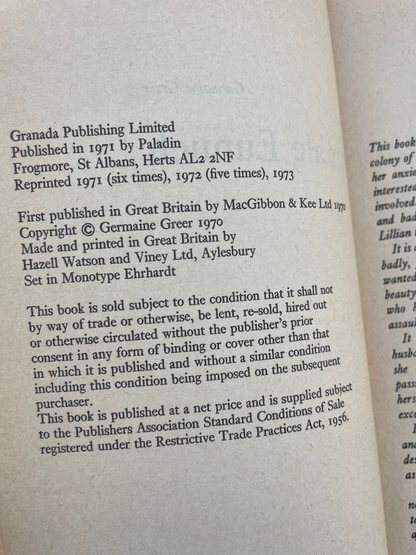 Granada Publishing Limited
Published in 1971 by Paladin
Frogmore, St Albans, Herts AL2 2NF
Reprinted 1971 (six times), 1972 (five times), 1973
First published in Great Britain by MacGibbon & Kee Ltd 1970
Copyright © Germaine Greer 1970
Made and printed in Great Britain by
Hazell Watson and Viney Ltd, Aylesbury
Set in Monotype Ehrhardt
This book is sold subject to the condition that it shall not
by way of trade or otherwise, be lent, re-sold, hired out
or otherwise circulated without the publisher's prior
consent in any form of binding or cover other than that
in which it is published and without a similar condition
including this condition being imposed on the subsequent
purchaser.
This book is published at a net price and is supplied subject
to the Publishers Association Standard Conditions of Sale
registered under the Restrictive Trade Practices Act, 1956.
This book
colony of
her anxie
interested
involved
and bad
Lillian
It is
badly,
wanted
beauty
who h
assau
It
husb
she
pass
hers
exce
an
des
as